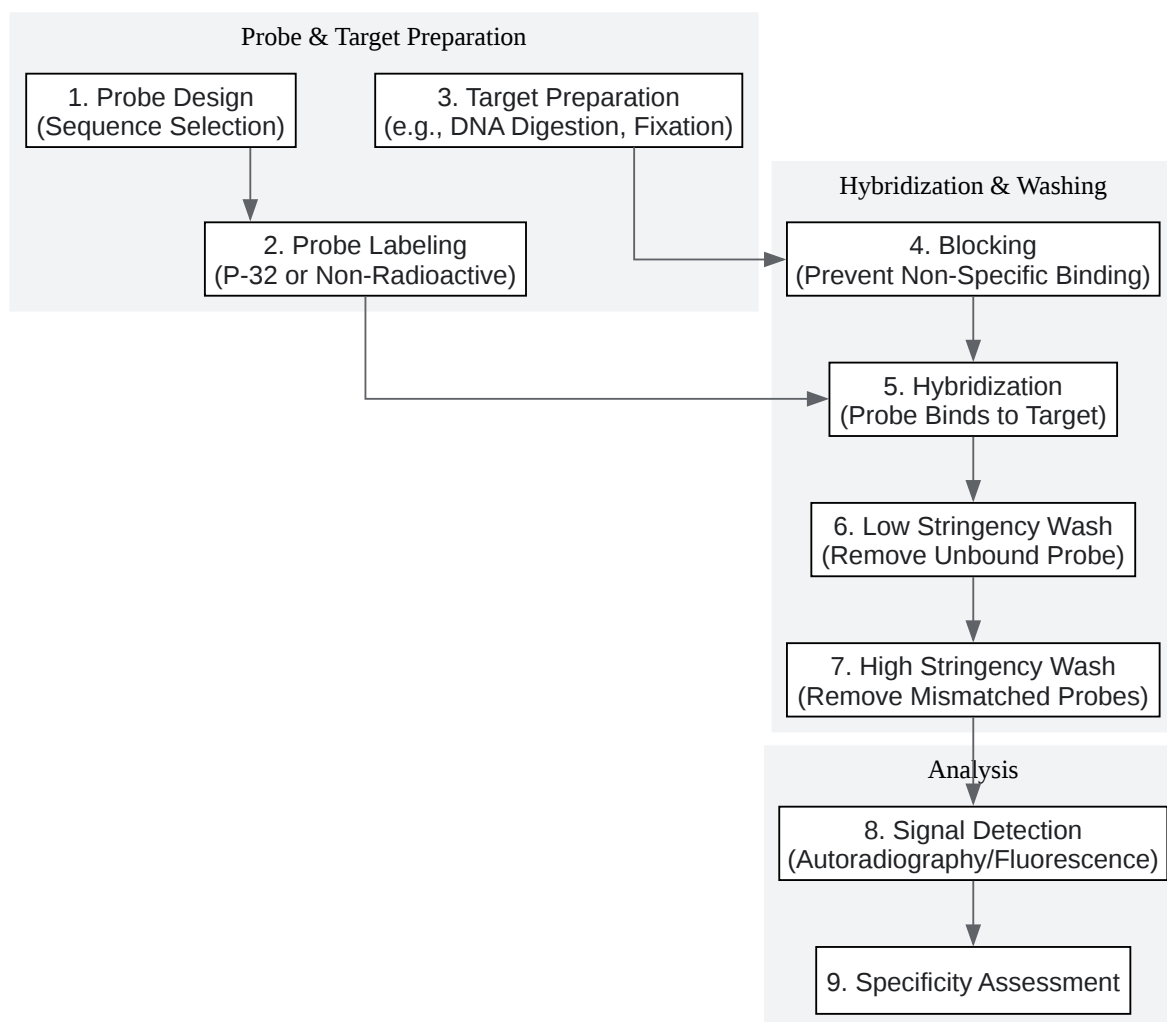 Probe & Target Preparation
1. Probe Design
(Sequence Selection)
3. Target Preparation
(e.g., DNA Digestion, Fixation)
2. Probe Labeling
(P-32 or Non-Radioactive)
Hybridization & Washing
4. Blocking
(Prevent Non-Specific Binding)
5. Hybridization
(Probe Binds to Target)
6. Low Stringency Wash
(Remove Unbound Probe)
7. High Stringency Wash
(Remove Mismatched Probes)
Analysis
8. Signal Detection
(Autoradiography/Fluorescence)
9. Specificity Assessment